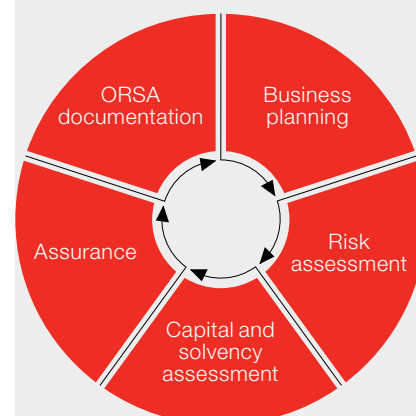 ORSA
documentation
Business
planning
Risk
assessment
Capital and
solvency
assessment
Assurance